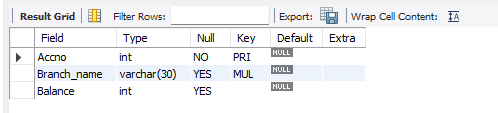 Result Grid Filter Rows: Export: Wrap Cell Content: IA
Field Type Null Key Default Extra
Accno int NO PRI NULL
Branch_name varchar(30) YES MUL NULL
Balance int YES NULL